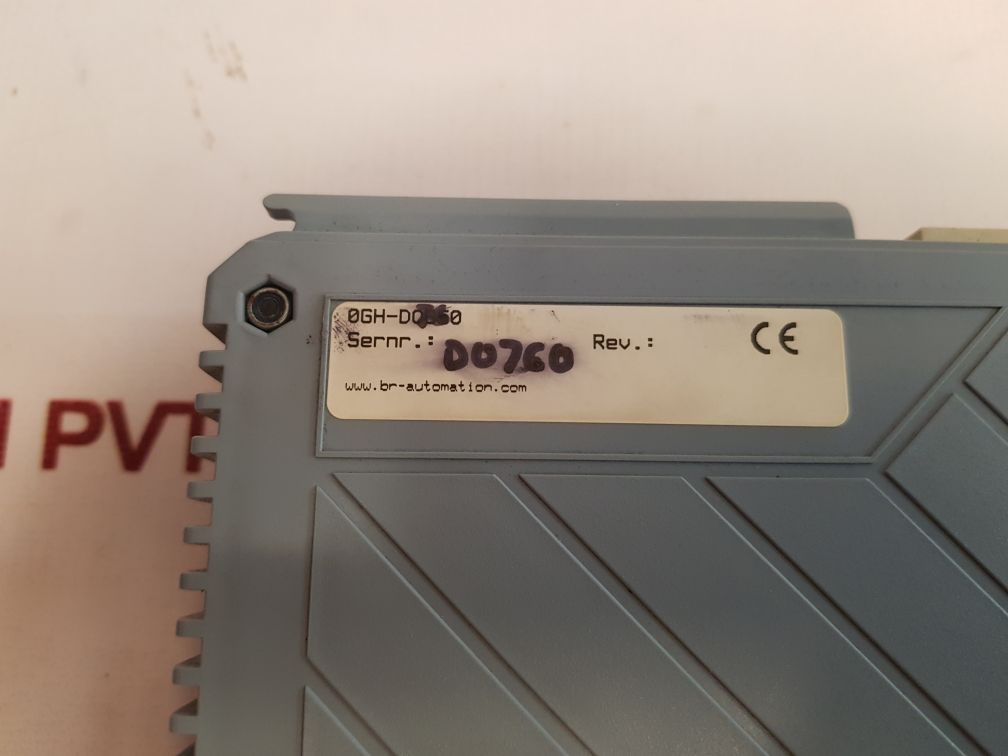 Sernr.: D0760 Rev.: CE
www.br-automation.com
PVT